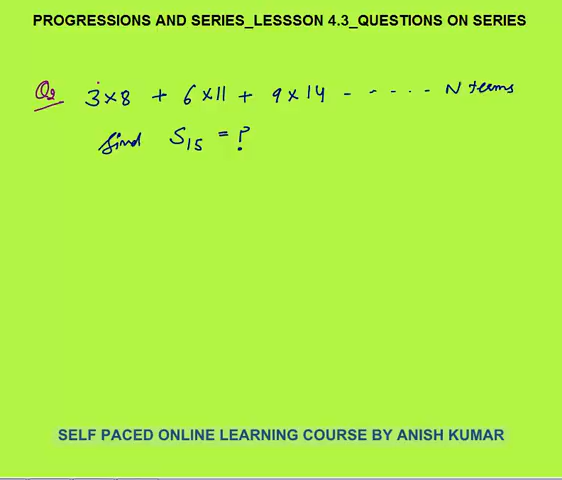 PROGRESSIONS AND SERIES_LESSSON 4.3_QUESTIONS ON SERIES
Q2 3×8 + 6×11 + 9×14 - - - - - - N terms
find S15 = ?
SELF PACED ONLINE LEARNING COURSE BY ANISH KUMAR